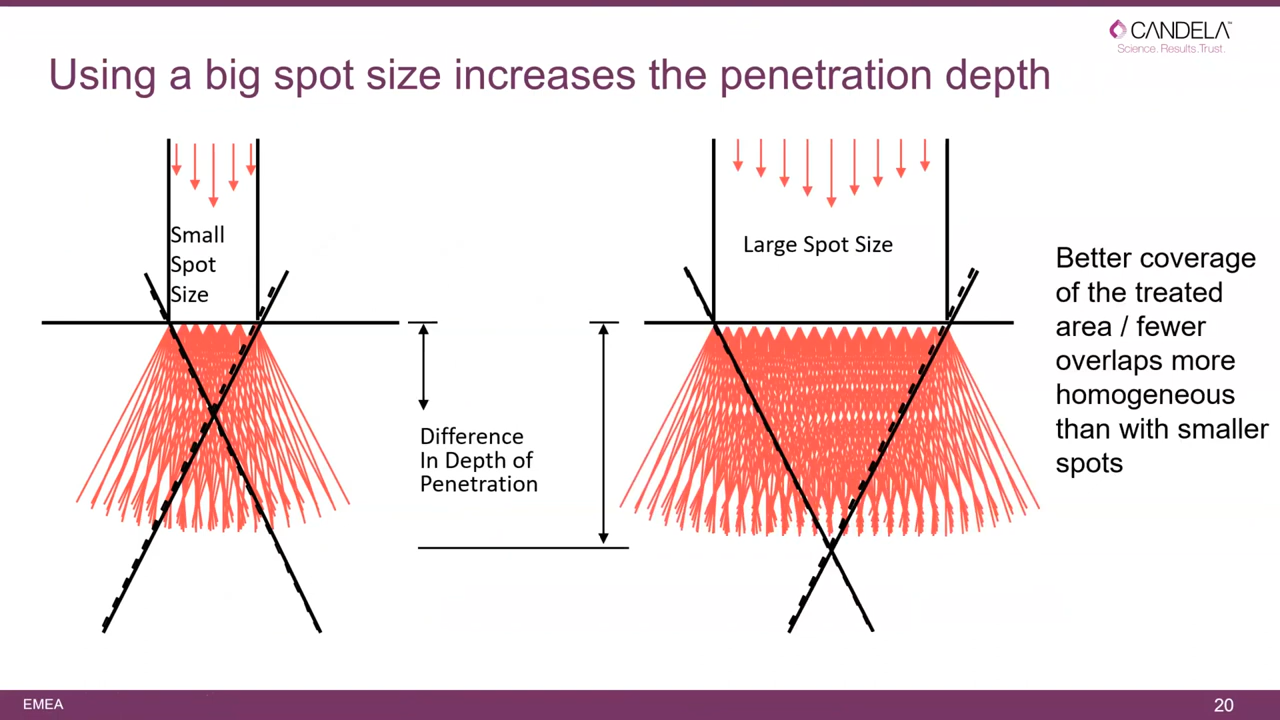 CANDELA™
Science. Results. Trust.
Using a big spot size increases the penetration depth
Small
Spot
Size
Large Spot Size
Difference
In Depth of
Penetration
Better coverage
of the treated
area / fewer
overlaps more
homogeneous
than with smaller
spots
EMEA
20